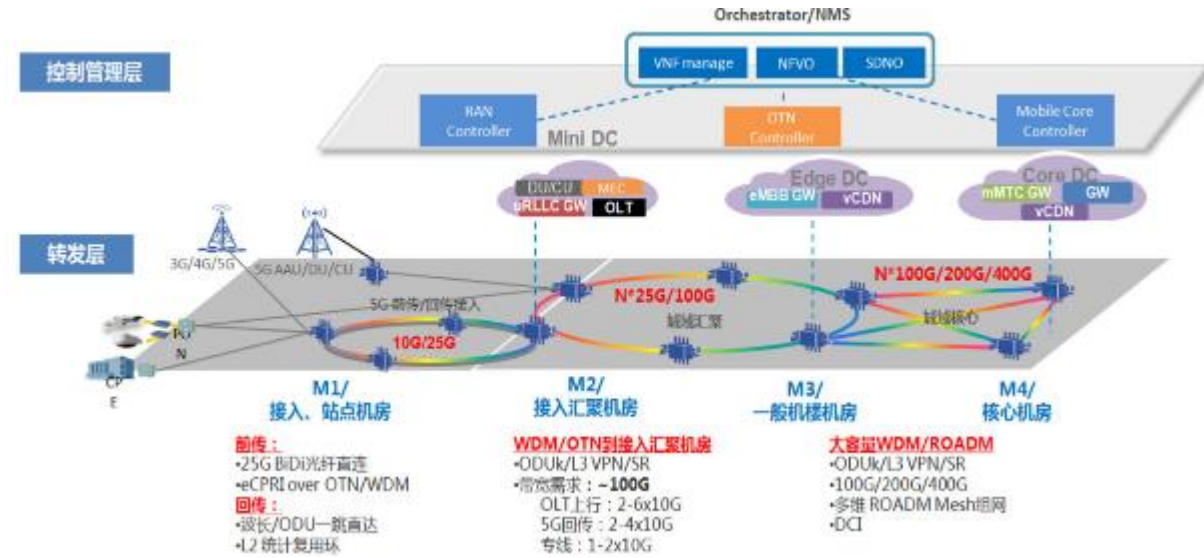 Orchestrator/NMS
控制管理层
VNF manage
NFVO
SDNO
RAN
Controller
OTN
Controller
Mobile Core
Controller
Mini DC
DU/CU
MEC
uRLLC GW
OLT
Edge DC
eMBB GW
vCDN
Core DC
mMTC GW
GW
vCDN
转发层
3G/4G/5G
5G AAU/DU/CU
5G 前传/回传接入
10G/25G
N*25G/100G
城域汇聚
N*100G/200G/400G
城域核心
N
CP
E
M1/
接入、站点机房
M2/
接入汇聚机房
M3/
一般机楼机房
M4/
核心机房
前传：
•25G BiDi光纤直连
•eCPRI over OTN/WDM
回传：
•波长/ODU一跳直达
•L2 统计复用环
WDM/OTN到接入汇聚机房
•ODUk/L3 VPN/SR
•带宽需求：~100G
OLT上行：2-6x10G
5G回传：2-4x10G
专线：1-2x10G
大容量WDM/ROADM
•ODUk/L3 VPN/SR
•100G/200G/400G
•多维 ROADM Mesh组网
•DCI